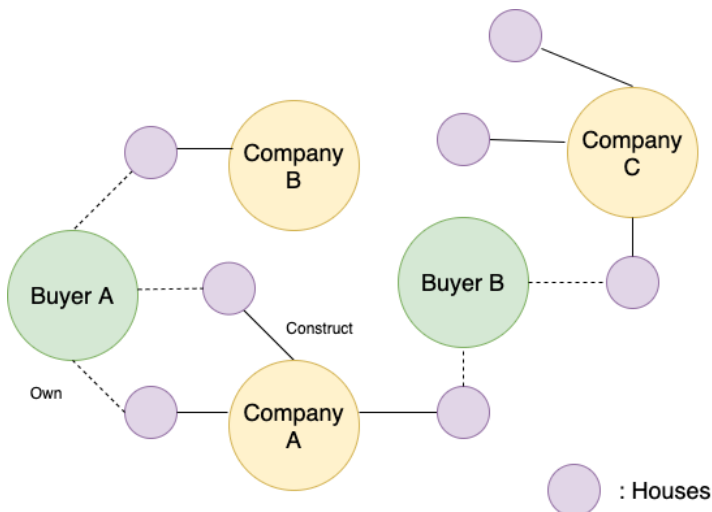 Company
B
Company
C
Buyer A
Buyer B
Construct
Own
Company
A
: Houses